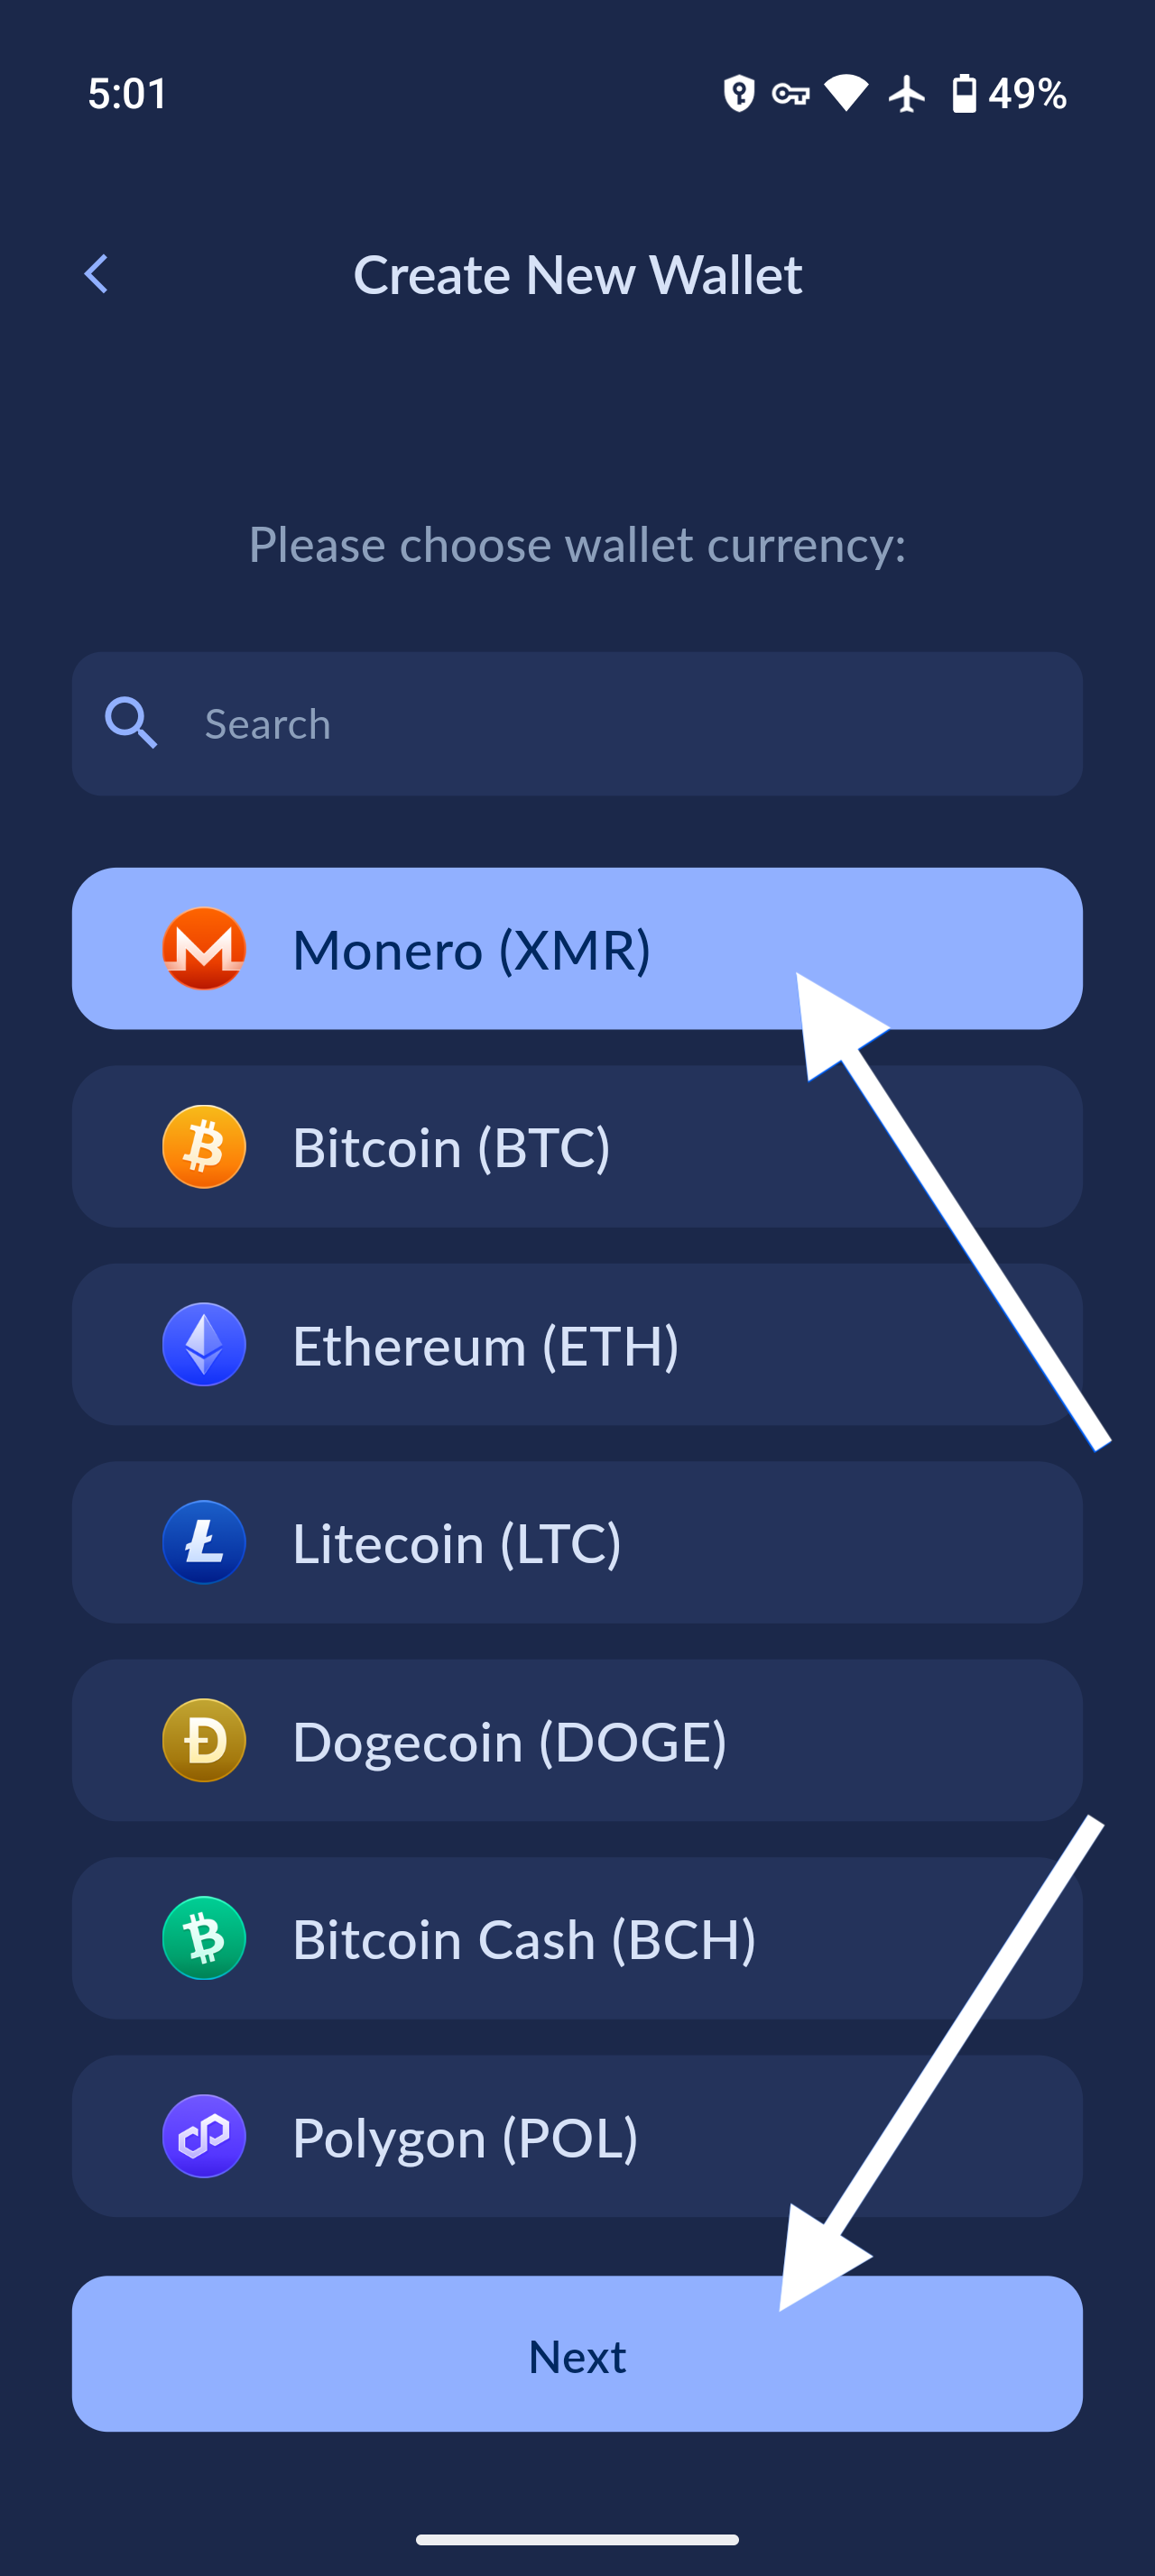 5:01
49%
Create New Wallet
Please choose wallet currency:
Search
Monero (XMR)
Bitcoin (BTC)
Ethereum (ETH)
Litecoin (LTC)
Dogecoin (DOGE)
Bitcoin Cash (BCH)
Polygon (POL)
Next